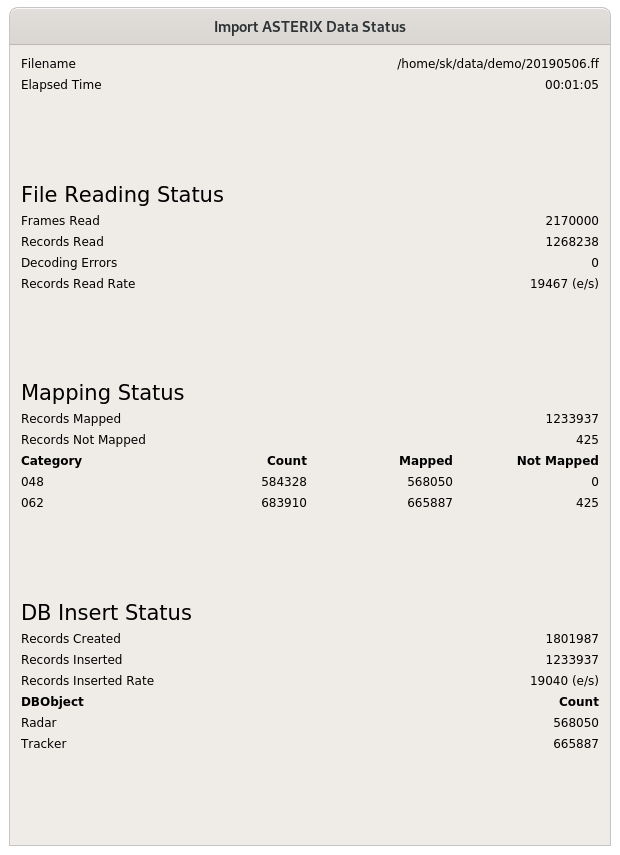 Import ASTERIX Data Status
Filename /home/sk/data/demo/20190506.ff
Elapsed Time 00:01:05
File Reading Status
Frames Read 2170000
Records Read 1268238
Decoding Errors 0
Records Read Rate 19467 (e/s)
Mapping Status
Records Mapped 1233937
Records Not Mapped 425
Category Count Mapped Not Mapped
048 584328 568050 0
062 683910 665887 425
DB Insert Status
Records Created 1801987
Records Inserted 1233937
Records Inserted Rate 19040 (e/s)
DBObject Count
Radar 568050
Tracker 665887